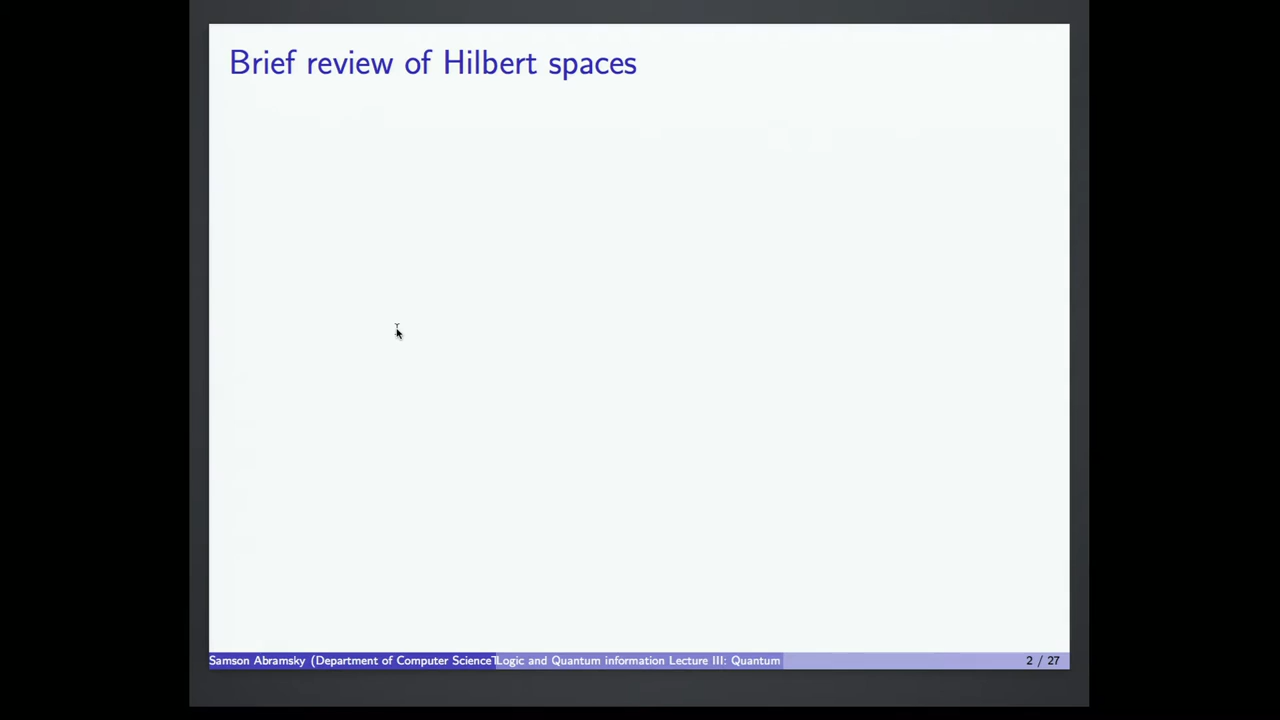 Brief review of Hilbert spaces
Samson Abramsky (Department of Computer Science Logic and Quantum information Lecture III: Quantum 2 / 27